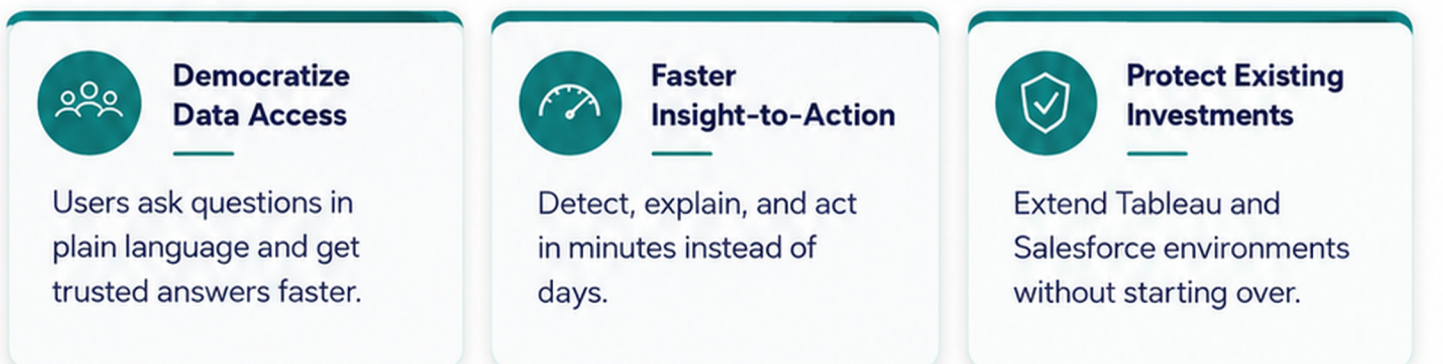 Democratize
Data Access
Users ask questions in
plain language and get
trusted answers faster.
Faster
Insight-to-Action
Detect, explain, and act
in minutes instead of
days.
Protect Existing
Investments
Extend Tableau and
Salesforce environments
without starting over.